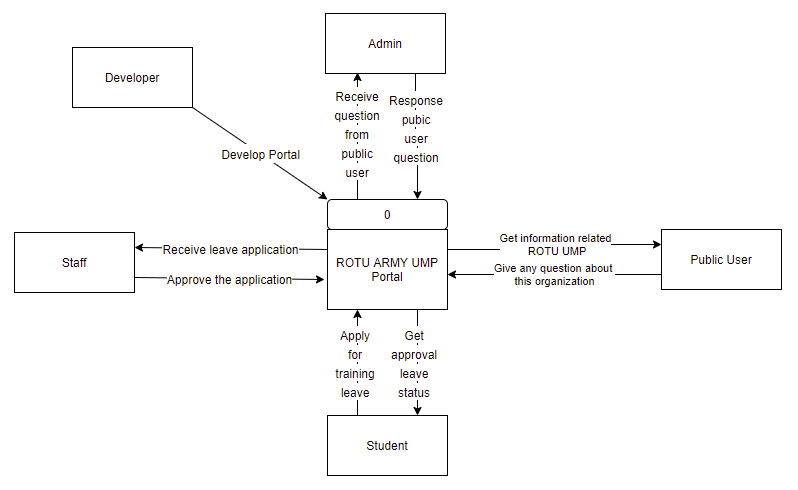 Admin
Developer
Receive
question
from
public
user
Response
pubic
user
question
Develop Portal
0
ROTU ARMY UMP
Portal
Staff
Receive leave application
Approve the application
Get information related
ROTU UMP
Give any question about
this organization
Public User
Apply
for
training
leave
Get
approval
leave
status
Student